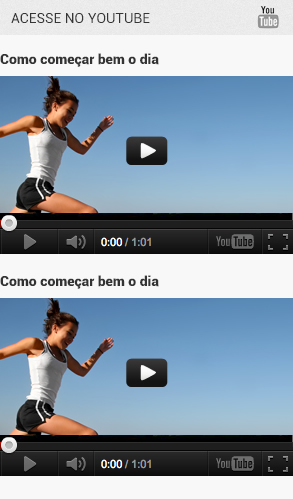 ACESSE NO YOUTUBE
You
Tube
Como começar bem o dia
0:00 / 1:01
YouTube
Como começar bem o dia
0:00 / 1:01
YouTube